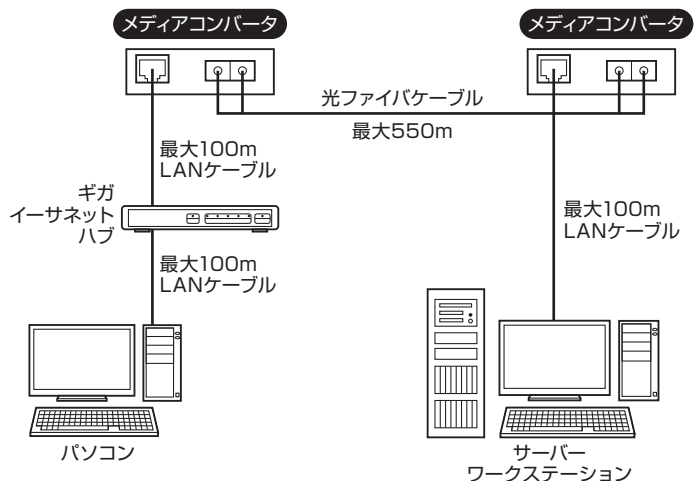 メディアコンバータ
メディアコンバータ
光ファイバケーブル
最大550m
最大100m
LANケーブル
ギガ
イーサネット
ハブ
最大100m
LANケーブル
最大100m
LANケーブル
パソコン
サーバー
ワークステーション